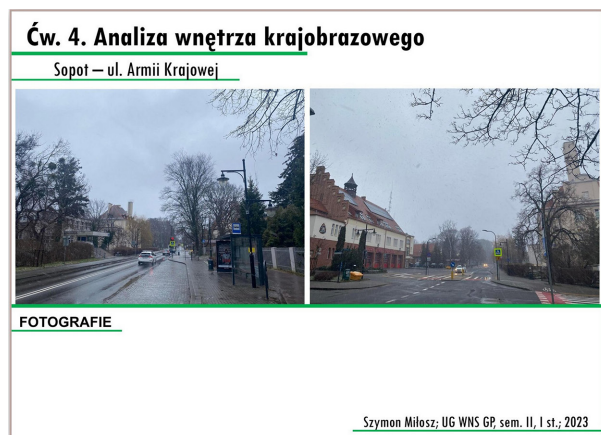 Ćw. 4. Analiza wnętrza krajobrazowego
Sopot – ul. Armii Krajowej
FOTOGRAFIE
Szymon Miłosz; UG WNS GP, sem. II, I st.; 2023